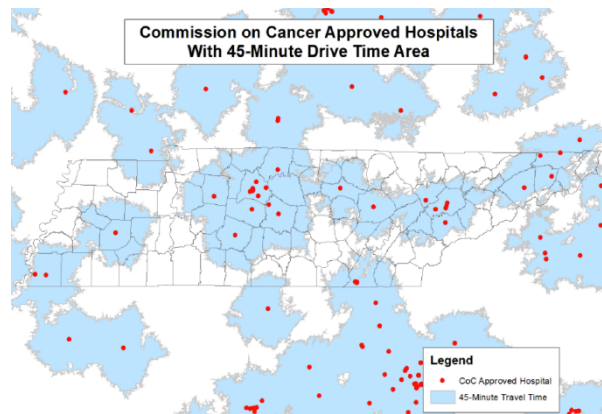 Commission on Cancer Approved Hospitals
With 45-Minute Drive Time Area
Legend
CoC Approved Hospital
45-Minute Travel Time